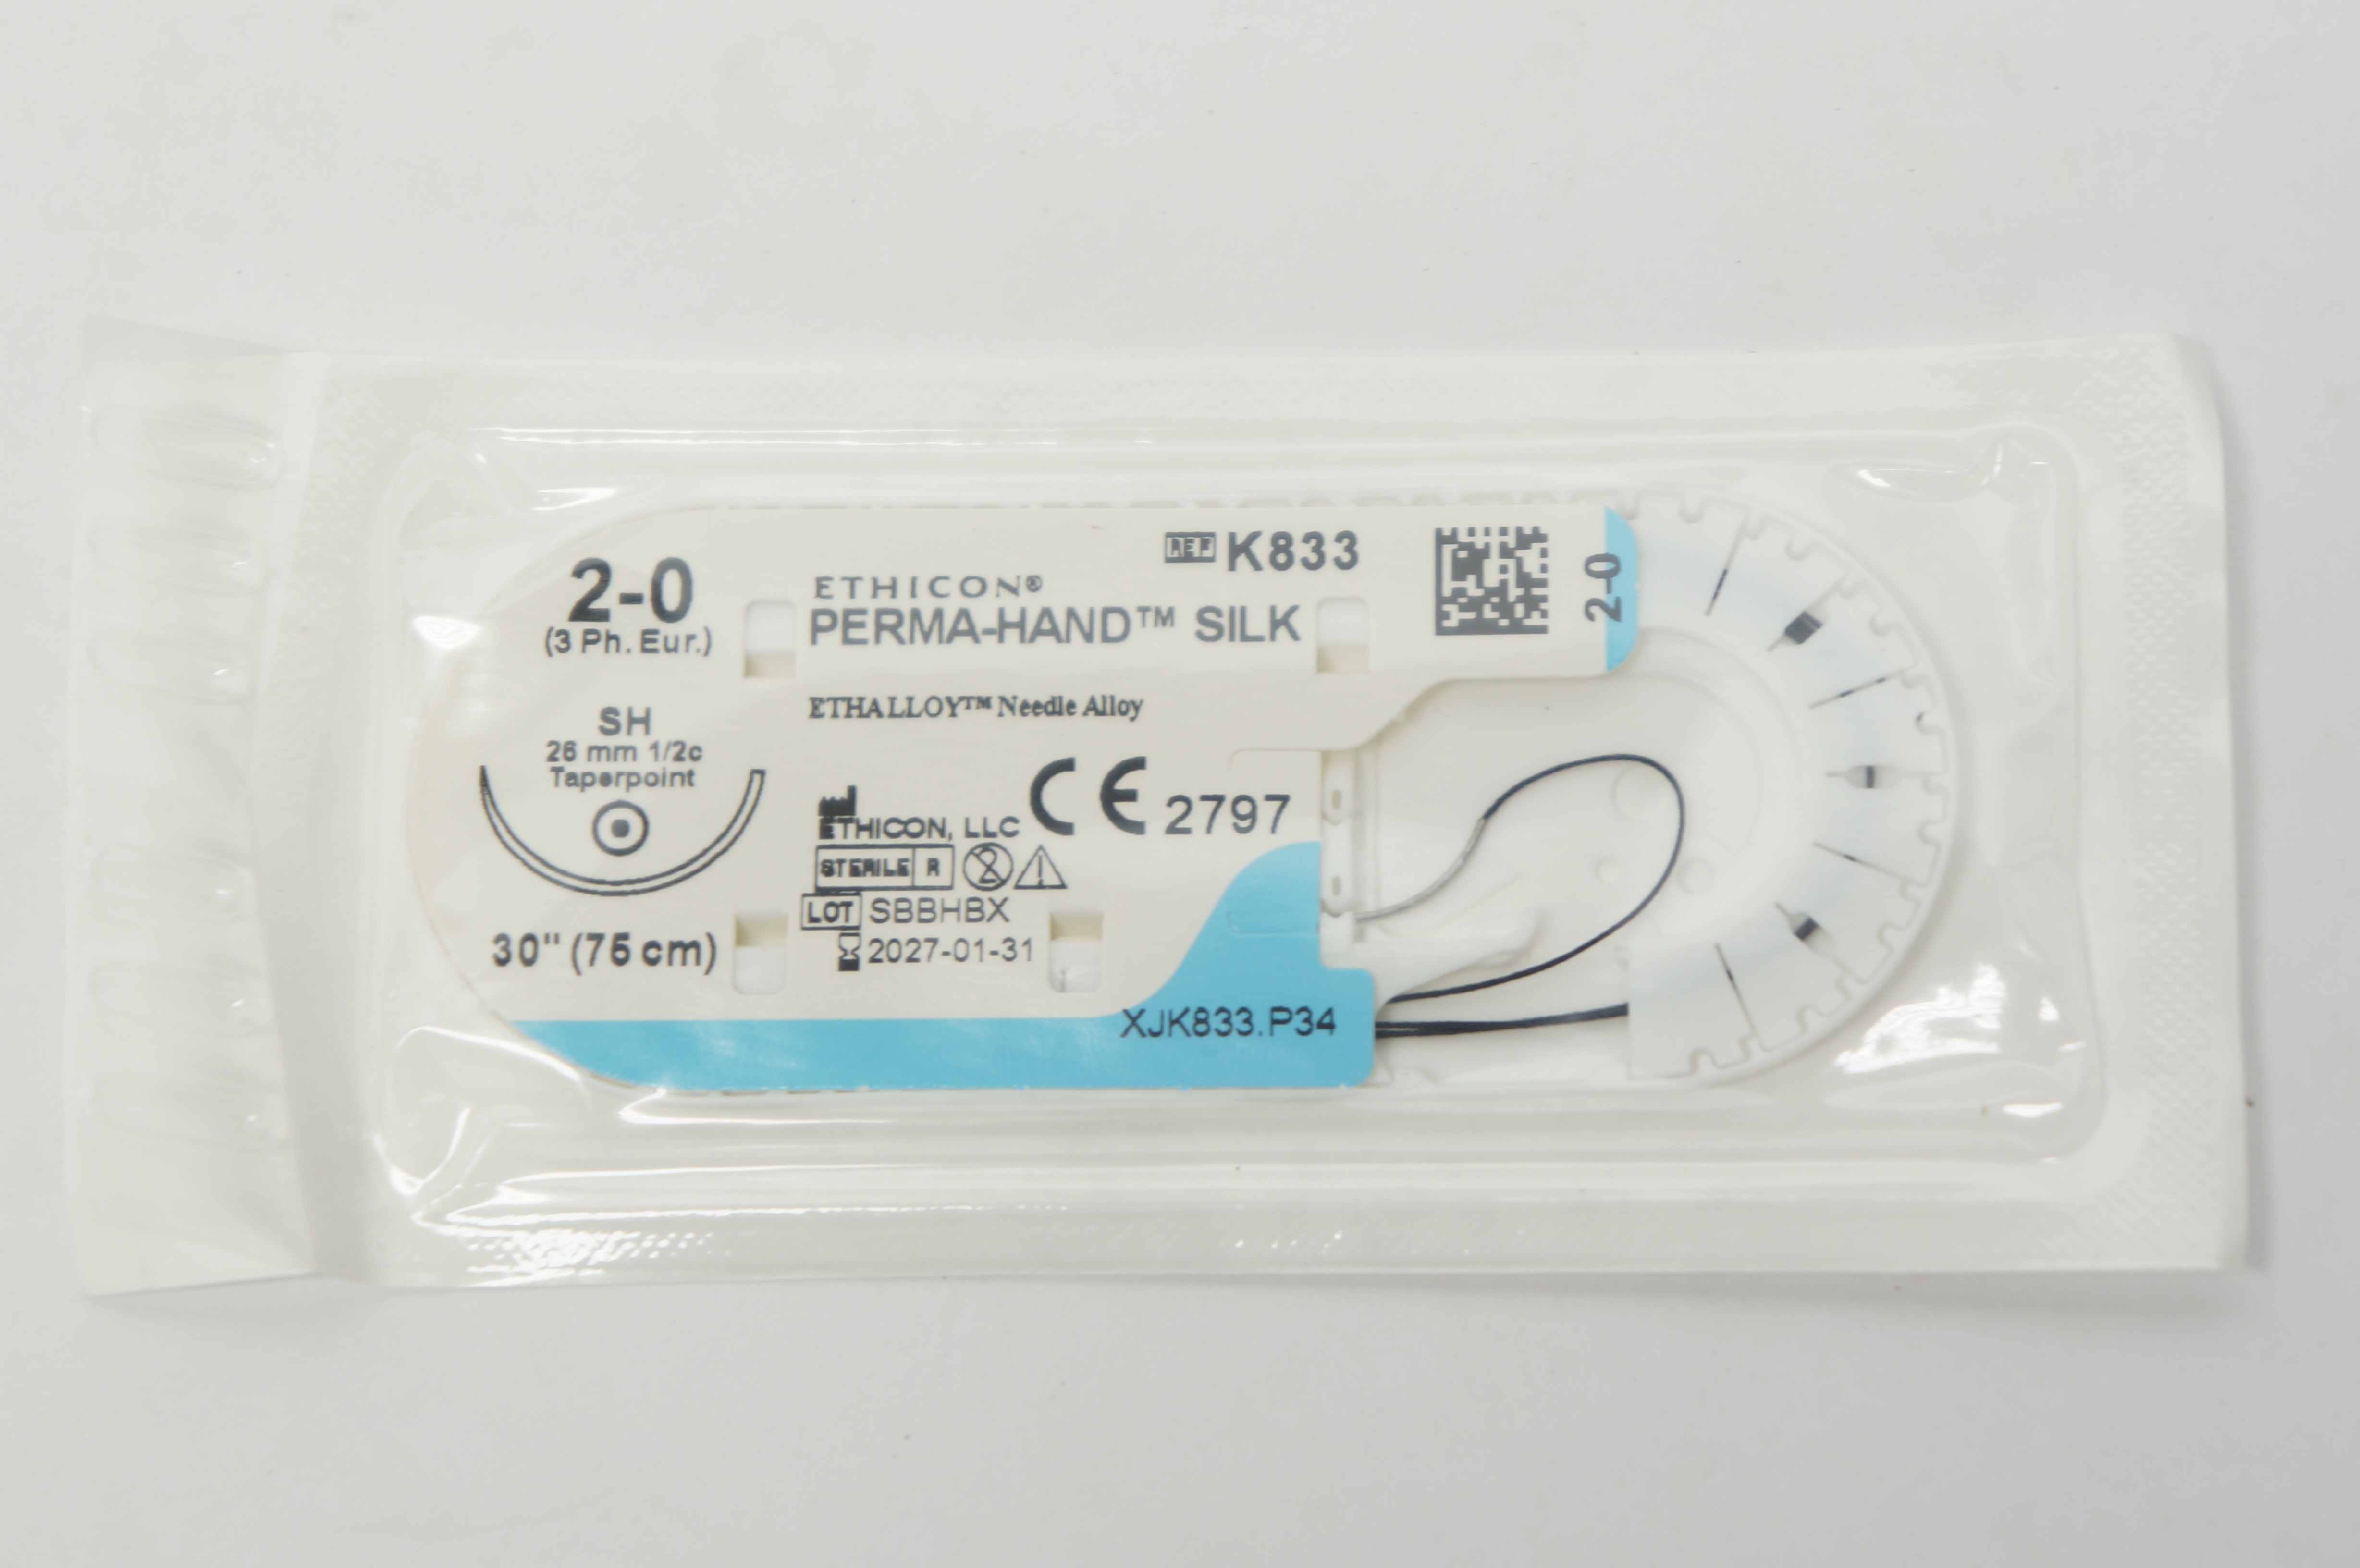 2-0
(3 Ph. Eur.)
REF K833
ETHICON®
PERMA-HAND™ SILK
2-0
ETHALLOY™ Needle Alloy
SH
26 mm 1/2c
Taperpoint
CE 2797
ETHICON, LLC
STERILE R
2
LOT SBBHBX
2027-01-31
30" (75 cm)
XJK833.P34